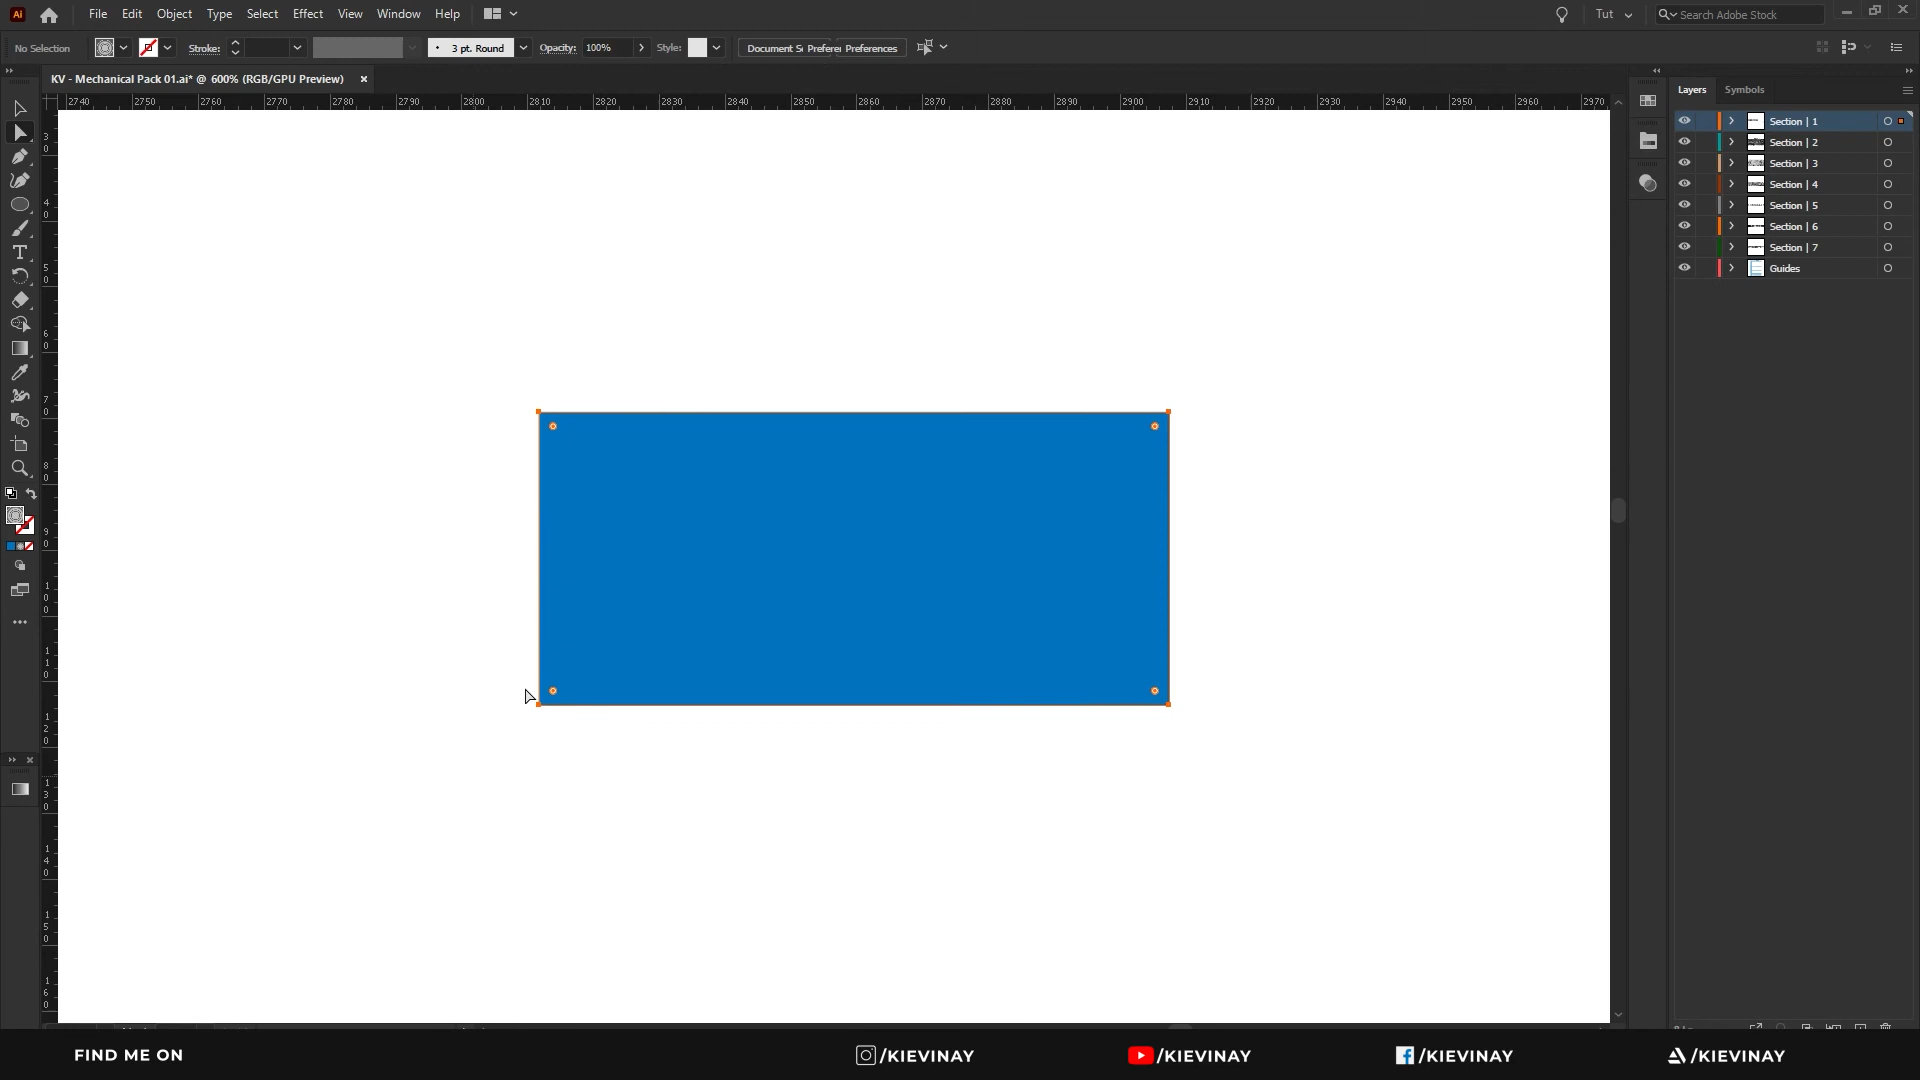 Ai File Edit Object Type Select Effect View Window Help Tut Search Adobe Stock
No Selection Stroke: 3 pt. Round Opacity: 100% Style: Document S Preferei Preferences
KV - Mechanical Pack 01.ai* @ 600% (RGB/GPU Preview) ×
2740 2750 2760 2770 2780 2790 2800 2810 2820 2830 2840 2850 2860 2870 2880 2890 2900 2910 2920 2930 2940 2950 2960 2970
30
40
50
60
70
80
90
100
110
120
130
140
150
160
Layers Symbols
Section | 1
Section | 2
Section | 3
Section | 4
Section | 5
Section | 6
Section | 7
Guides
FIND ME ON /KIEVINAY /KIEVINAY /KIEVINAY /KIEVINAY